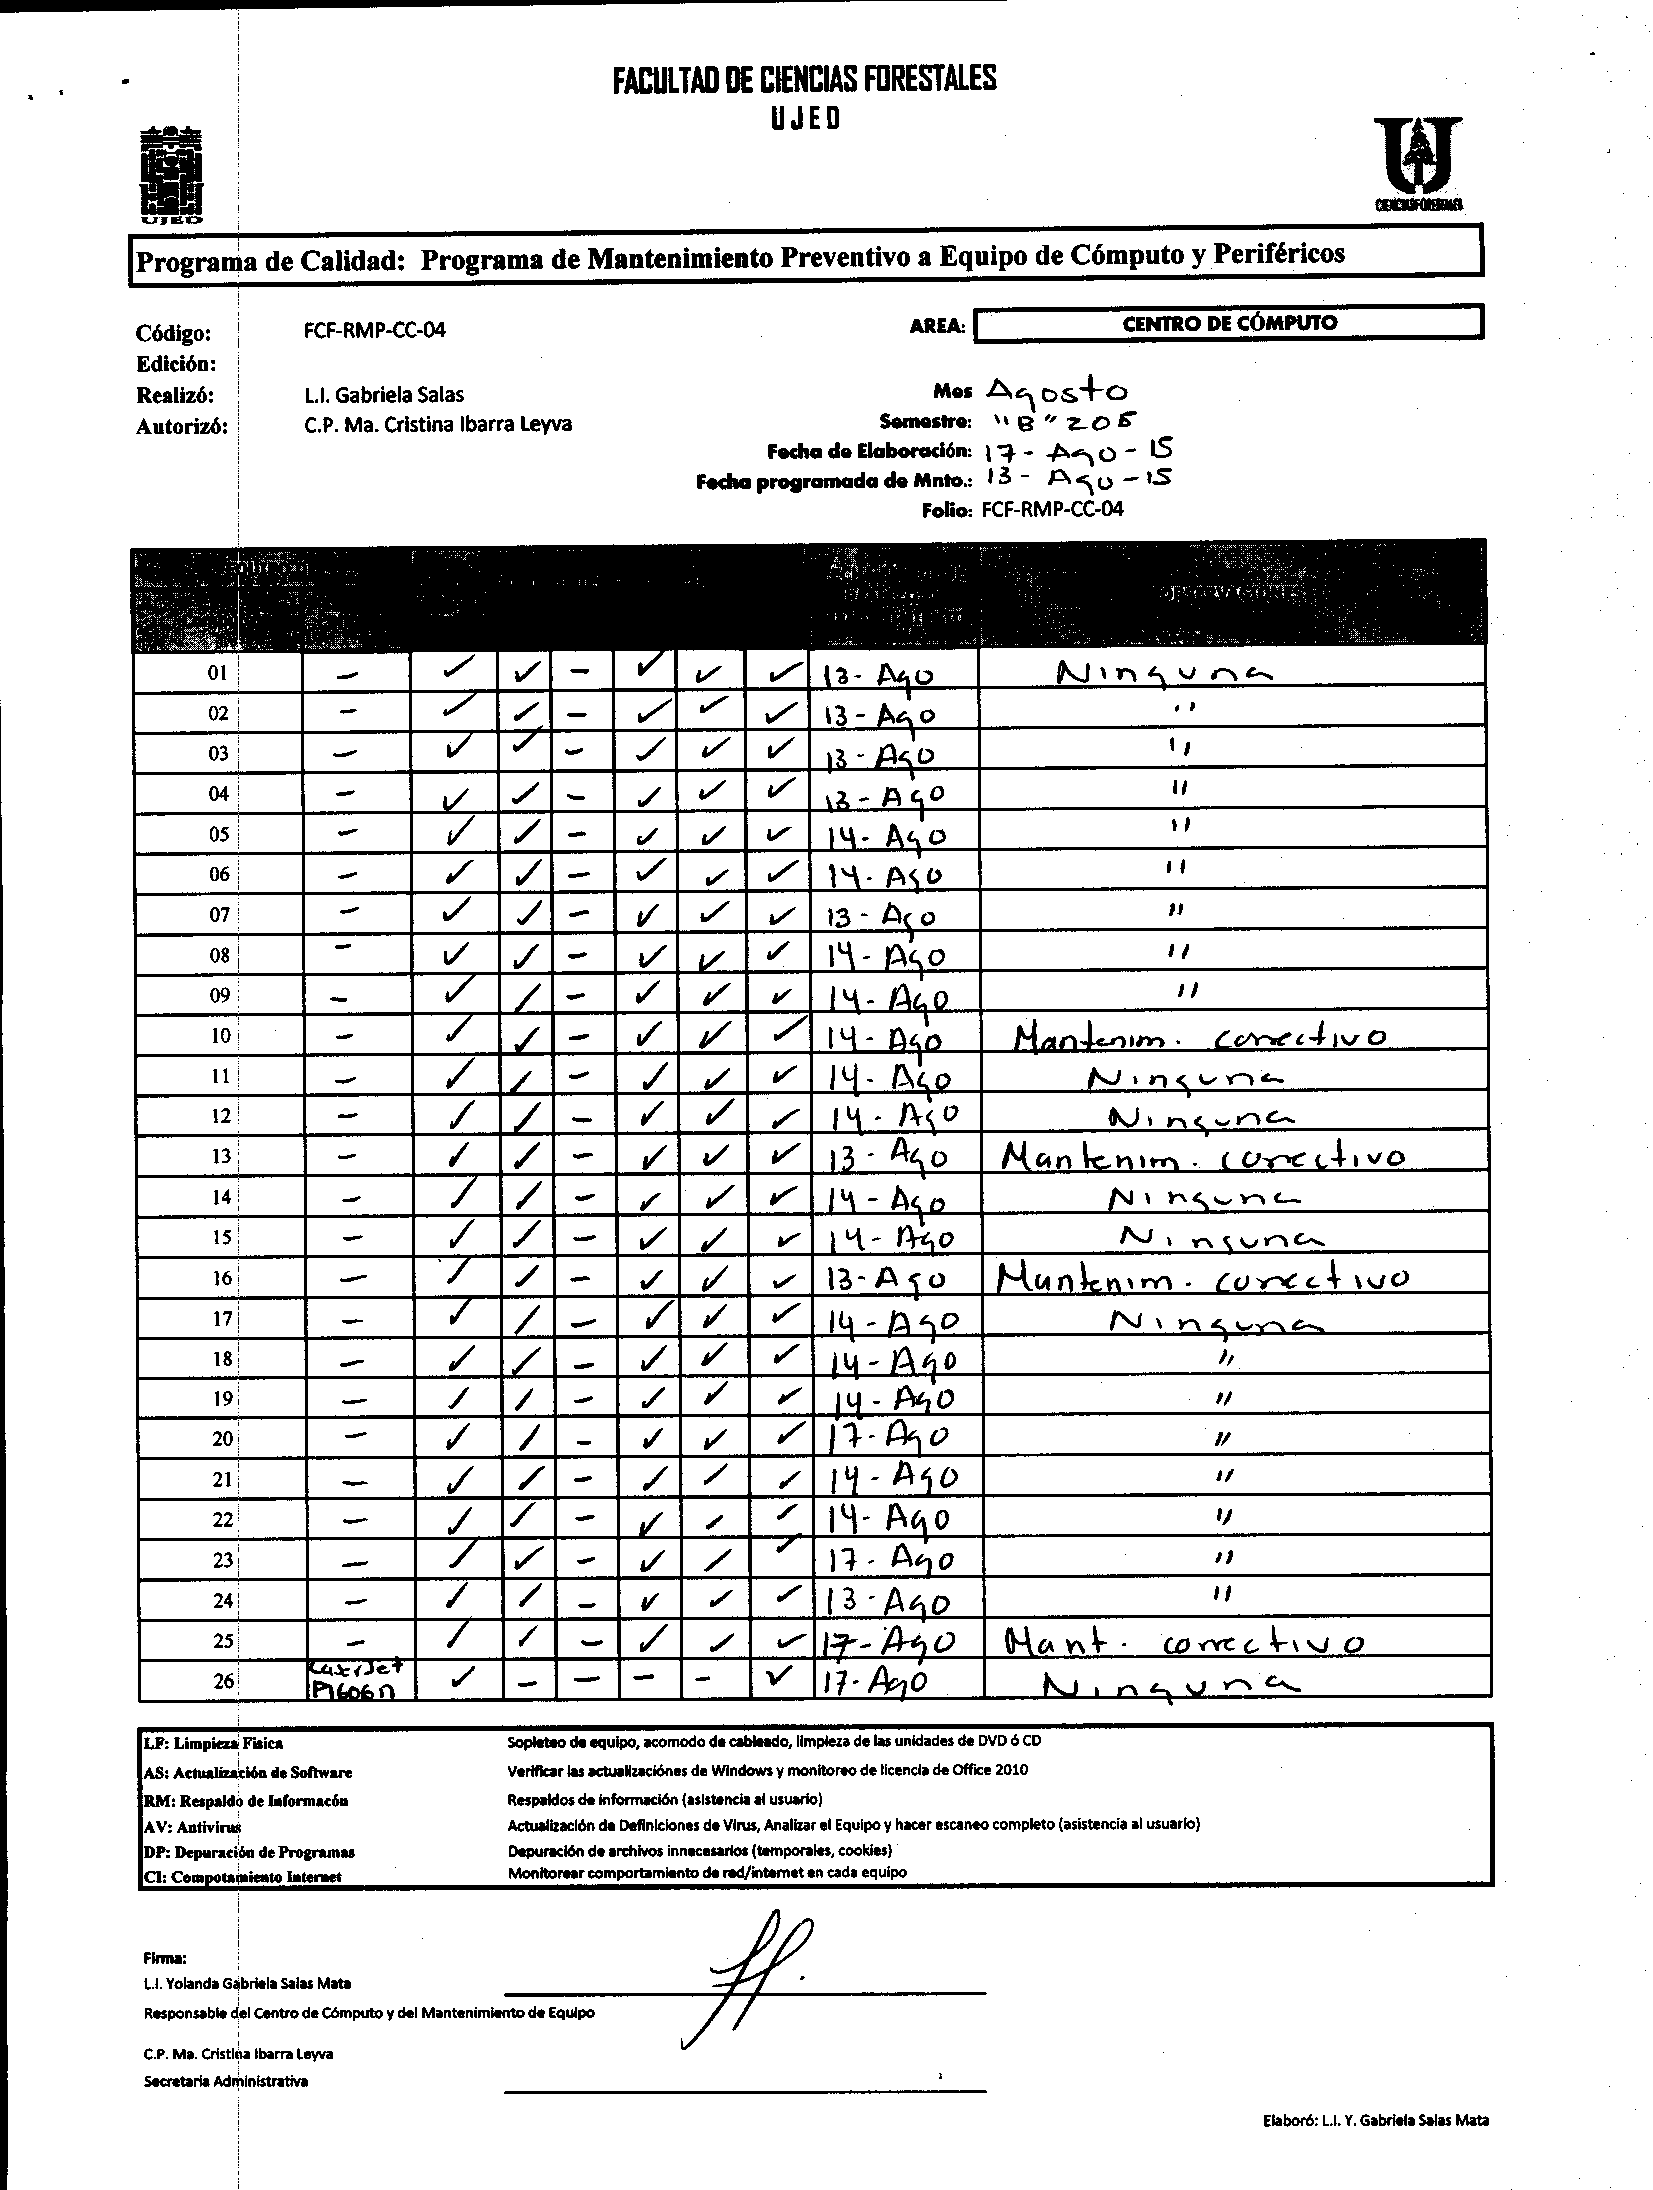 FACULTAD DE CIENCIAS FORESTALES
UJED
UJED
CIENCIAS FORESTALES
Programa de Calidad: Programa de Mantenimiento Preventivo a Equipo de Cómputo y Periféricos
Código: FCF-RMP-CC-04
AREA: CENTRO DE CÓMPUTO
Edición:
Realizó: L.I. Gabriela Salas
Mes Agosto
Autorizó: C.P. Ma. Cristina Ibarra Leyva
Semestre: "B" 205
Fecha de Elaboración: 17-Ago-15
Fecha programada de Mnto.: 13-Ago-15
Folio: FCF-RMP-CC-04
OBSERVACIONES
01 - ✓ ✓ - ✓ ✓ ✓ 13-Ago Ninguna
02 - ✓ ✓ - ✓ ✓ ✓ 13-Ago "
03 - ✓ ✓ - ✓ ✓ ✓ 13-Ago "
04 - ✓ ✓ - ✓ ✓ ✓ 13-Ago "
05 - ✓ ✓ - ✓ ✓ ✓ 14-Ago "
06 - ✓ ✓ - ✓ ✓ ✓ 14-Ago "
07 - ✓ ✓ - ✓ ✓ ✓ 13-Ago "
08 - ✓ ✓ - ✓ ✓ ✓ 14-Ago "
09 - ✓ ✓ - ✓ ✓ ✓ 14-Ago "
10 - ✓ ✓ - ✓ ✓ ✓ 14-Ago Mantenim. correctivo
11 - ✓ ✓ - ✓ ✓ ✓ 14-Ago Ninguna
12 - ✓ ✓ - ✓ ✓ ✓ 14-Ago Ninguna
13 - ✓ ✓ - ✓ ✓ ✓ 13-Ago Mantenim. correctivo
14 - ✓ ✓ - ✓ ✓ ✓ 14-Ago Ninguna
15 - ✓ ✓ - ✓ ✓ ✓ 14-Ago Ninguna
16 - ✓ ✓ - ✓ ✓ ✓ 13-Ago Mantenim. correctivo
17 - ✓ ✓ - ✓ ✓ ✓ 14-Ago Ninguna
18 - ✓ ✓ - ✓ ✓ ✓ 14-Ago "
19 - ✓ ✓ - ✓ ✓ ✓ 14-Ago "
20 - ✓ ✓ - ✓ ✓ ✓ 17-Ago "
21 - ✓ ✓ - ✓ ✓ ✓ 14-Ago "
22 - ✓ ✓ - ✓ ✓ ✓ 14-Ago "
23 - ✓ ✓ - ✓ ✓ ✓ 17-Ago "
24 - ✓ ✓ - ✓ ✓ ✓ 13-Ago "
25 - ✓ ✓ - ✓ ✓ ✓ 17-Ago Mant. correctivo
26 LaserJet P1606n ✓ - - - - ✓ 17-Ago Ninguna
LF: Limpieza Fisica Sopleteo de equipo, acomodo de cableado, limpieza de las unidades de DVD ó CD
AS: Actualización de Software Verificar las actualizaciónes de Windows y monitoreo de licencia de Office 2010
RM: Respaldo de Informacón Respaldos de información (asistencia al usuario)
AV: Antivirus Actualización de Definiciones de Virus, Analizar el Equipo y hacer escaneo completo (asistencia al usuario)
DP: Depuración de Programas Depuración de archivos innecesarios (temporales, cookies)
CI: Compotamiento Internet Monitorear comportamiento de red/internet en cada equipo
Firma:
L.I. Yolanda Gabriela Salas Mata
Responsable del Centro de Cómputo y del Mantenimiento de Equipo
C.P. Ma. Cristina Ibarra Leyva
Secretaria Administrativa
Elaboró: L.I. Y. Gabriela Salas Mata